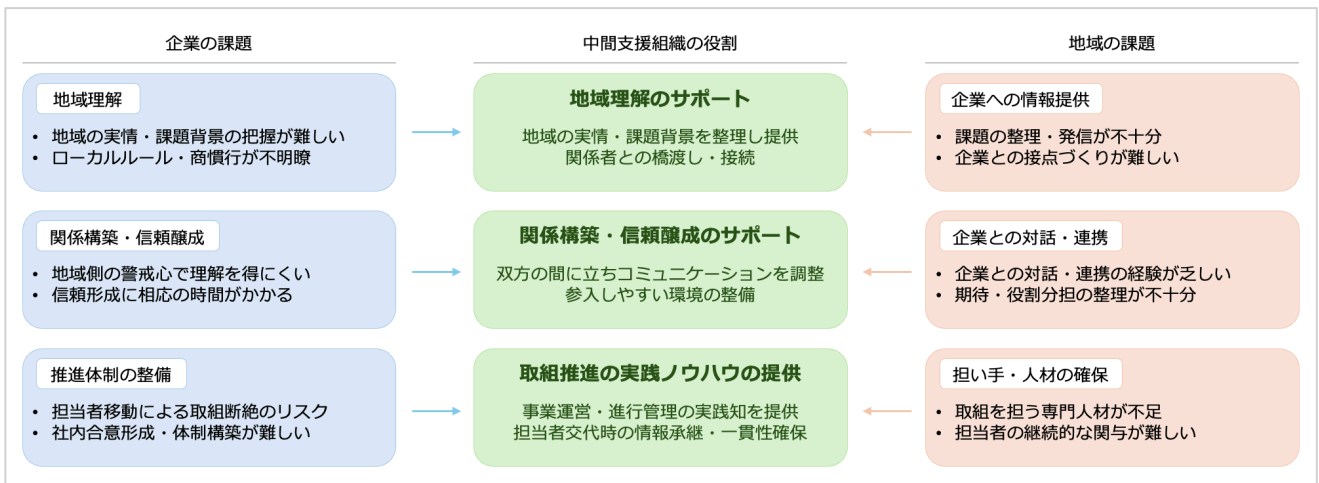 企業の課題
中間支援組織の役割
地域の課題
地域理解
• 地域の実情・課題背景の把握が難しい
• ローカルルール・商慣行が不明瞭
地域理解のサポート
地域の実情・課題背景を整理し提供
関係者との橋渡し・接続
企業への情報提供
• 課題の整理・発信が不十分
• 企業との接点づくりが難しい
関係構築・信頼醸成
• 地域側の警戒心で理解を得にくい
• 信頼形成に相応の時間がかかる
関係構築・信頼醸成のサポート
双方の間に立ちコミュニケーションを調整
参入しやすい環境の整備
企業との対話・連携
• 企業との対話・連携の経験が乏しい
• 期待・役割分担の整理が不十分
推進体制の整備
• 担当者移動による取組断絶のリスク
• 社内合意形成・体制構築が難しい
取組推進の実践ノウハウの提供
事業運営・進行管理の実践知を提供
担当者交代時の情報承継・一貫性確保
担い手・人材の確保
• 取組を担う専門人材が不足
• 担当者の継続的な関与が難しい